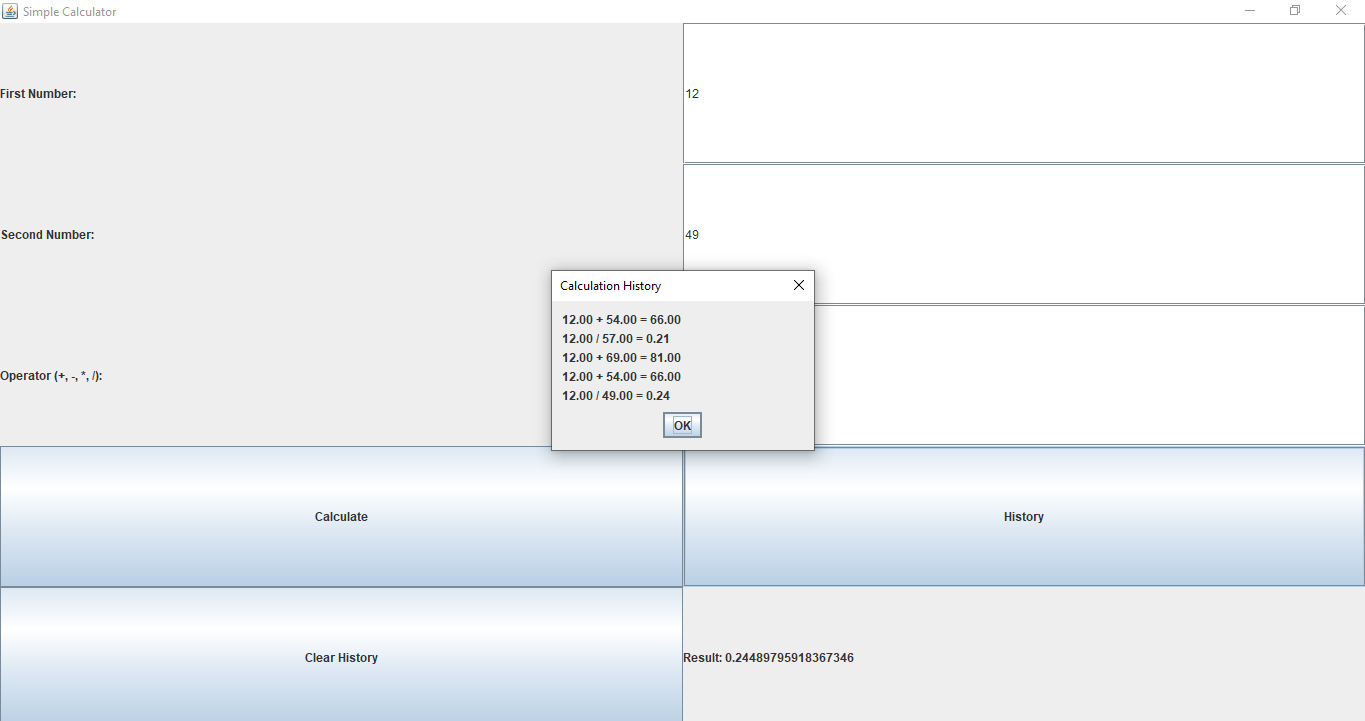 Simple Calculator
First Number:
12
Second Number:
49
Calculation History
12.00 + 54.00 = 66.00
12.00 / 57.00 = 0.21
12.00 + 69.00 = 81.00
12.00 + 54.00 = 66.00
12.00 / 49.00 = 0.24
OK
Operator (+, -, *, /):
Calculate
History
Clear History
Result: 0.24489795918367346